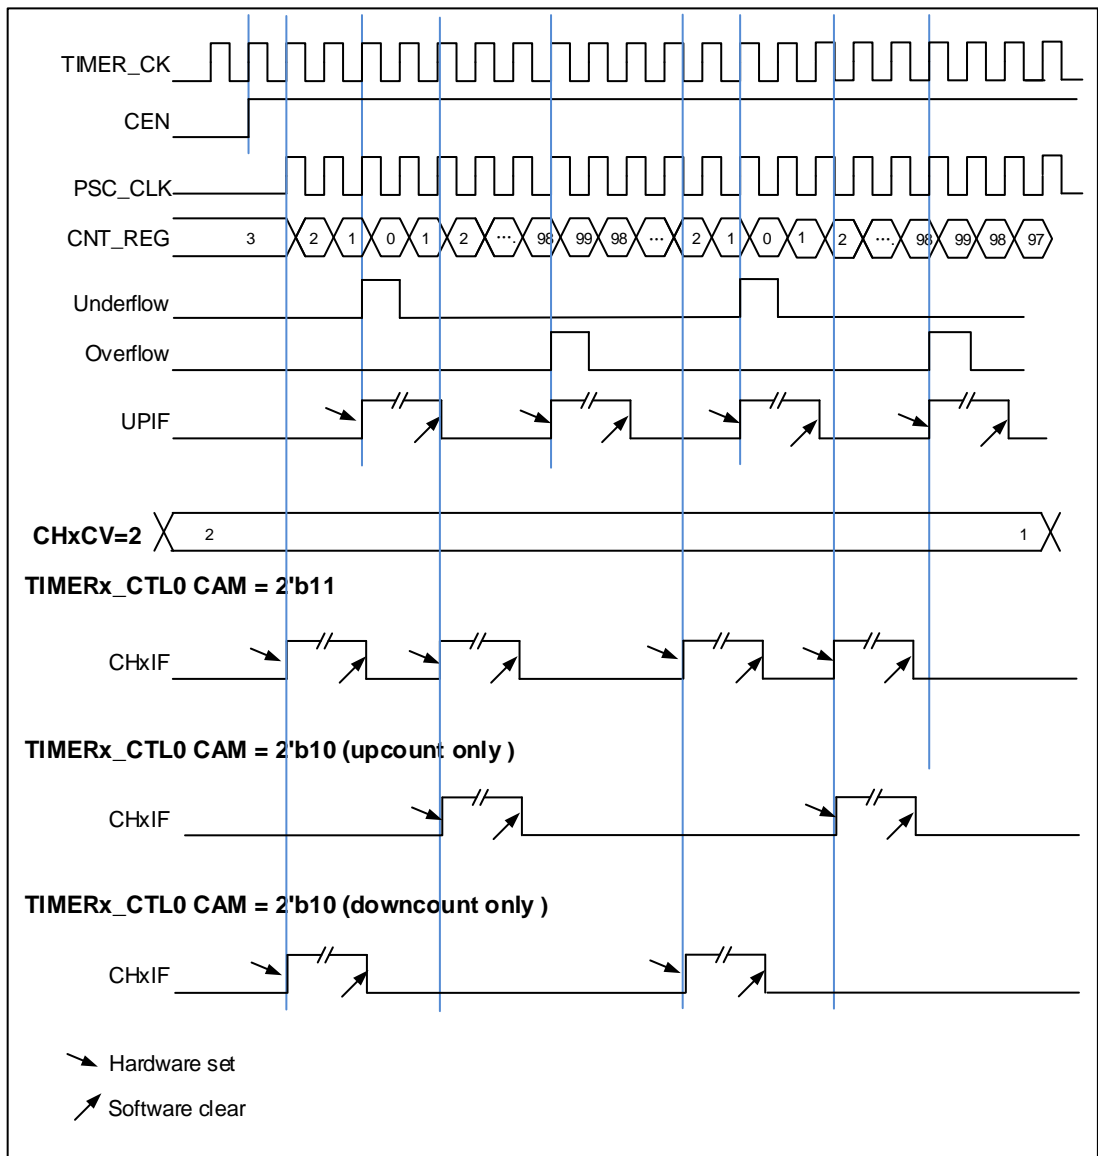 TIMER_CK
CEN
PSC_CLK
CNT_REG 3 2 1 0 1 2 .... 98 99 98 ... 2 1 0 1 2 .... 98 99 98 97
Underflow
Overflow
UPIF
CHxCV=2 2 1
TIMERx_CTL0 CAM = 2'b11
CHxIF
TIMERx_CTL0 CAM = 2'b10 (upcount only )
CHxIF
TIMERx_CTL0 CAM = 2'b10 (downcount only )
CHxIF
Hardware set
Software clear